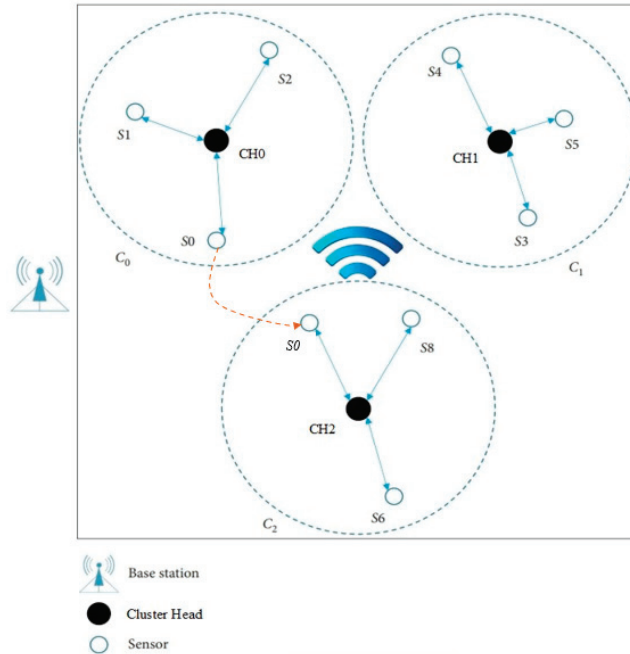 S2
S4
S1
S5
CH0
CH1
S0
S3
C0
C1
S0
S8
CH2
S6
C2
Base station
Cluster Head
Sensor